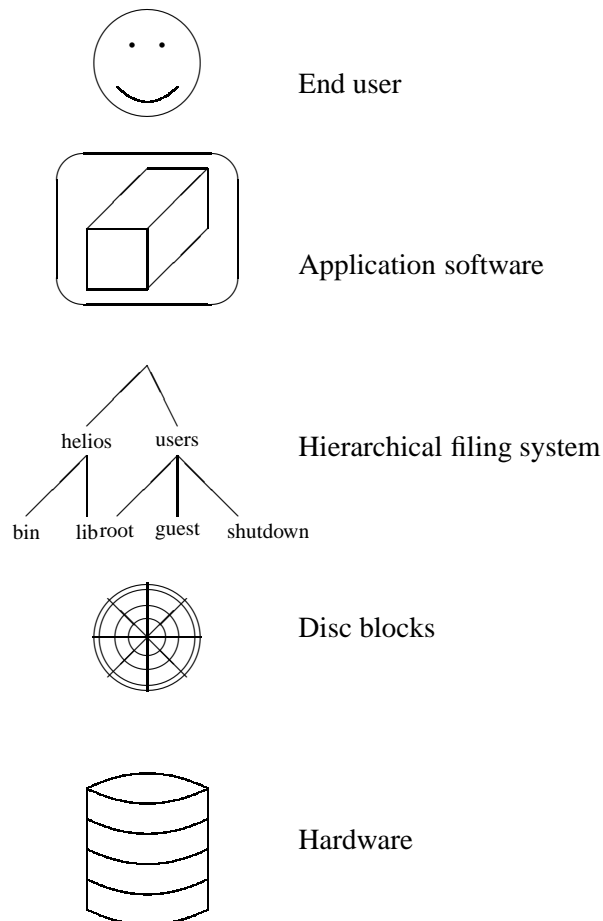 End user
Application software
helios users
Hierarchical filing system
bin lib root guest shutdown
Disc blocks
Hardware